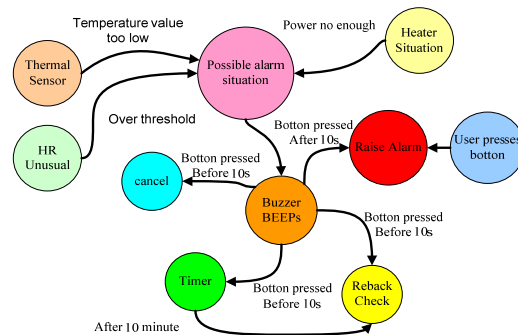 Temperature value
too low
Power no enough
Thermal
Sensor
Possible alarm
situation
Heater
Situation
Over threshold
HR
Unusual
Botton pressed
After 10s
Raise Alarm
User presses
botton
Botton pressed
Before 10s
cancel
Buzzer
BEEPs
Botton pressed
Before 10s
Timer
Botton pressed
Before 10s
Reback
Check
After 10 minute